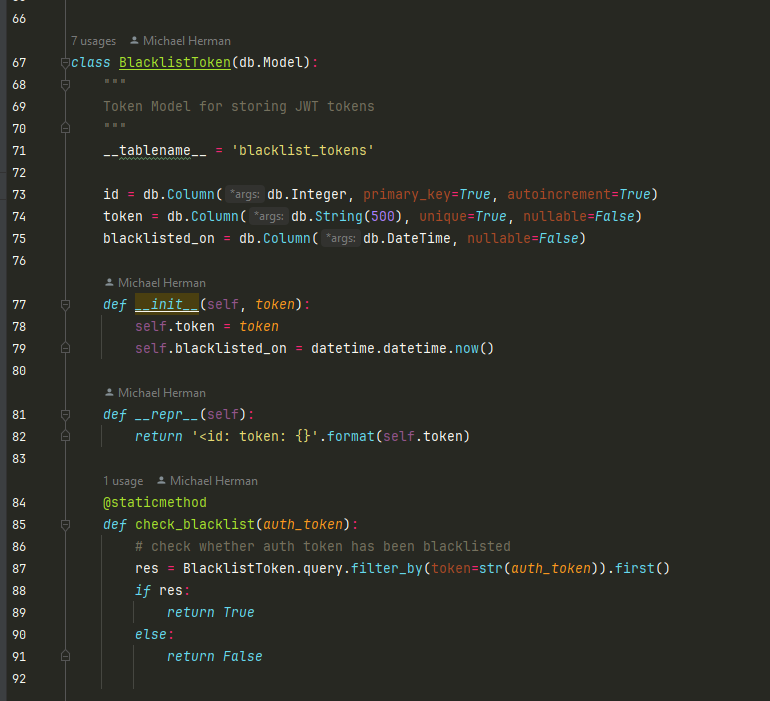 66
7 usages Michael Herman
67 class BlacklistToken(db.Model):
68 """
69 Token Model for storing JWT tokens
70 """
71 __tablename__ = 'blacklist_tokens'
72
73 id = db.Column( *args: db.Integer, primary_key=True, autoincrement=True)
74 token = db.Column( *args: db.String(500), unique=True, nullable=False)
75 blacklisted_on = db.Column( *args: db.DateTime, nullable=False)
76
Michael Herman
77 def __init__(self, token):
78 self.token = token
79 self.blacklisted_on = datetime.datetime.now()
80
Michael Herman
81 def __repr__(self):
82 return '<id: token: {}'.format(self.token)
83
1 usage Michael Herman
84 @staticmethod
85 def check_blacklist(auth_token):
86 # check whether auth token has been blacklisted
87 res = BlacklistToken.query.filter_by(token=str(auth_token)).first()
88 if res:
89 return True
90 else:
91 return False
92